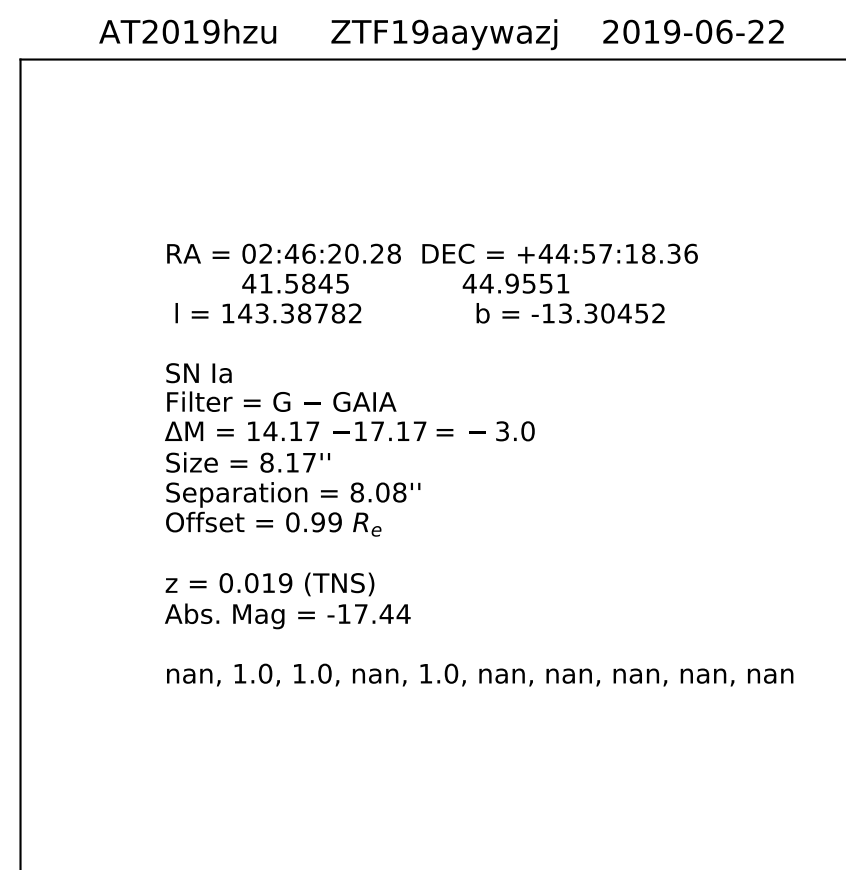 AT2019hzu ZTF19aaywazj 2019-06-22
RA = 02:46:20.28 DEC = +44:57:18.36
41.5845 44.9551
l = 143.38782 b = -13.30452
SN Ia
Filter = G − GAIA
ΔM = 14.17 −17.17 = − 3.0
Size = 8.17''
Separation = 8.08''
Offset = 0.99 Rₑ
z = 0.019 (TNS)
Abs. Mag = -17.44
nan, 1.0, 1.0, nan, 1.0, nan, nan, nan, nan, nan